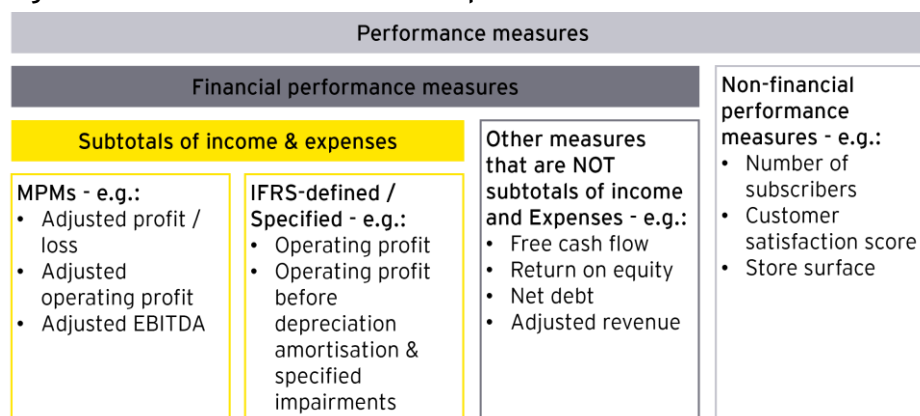 Performance measures
Financial performance measures
Subtotals of income & expenses
MPMs - e.g.:
• Adjusted profit /
loss
• Adjusted
operating profit
• Adjusted EBITDA
IFRS-defined /
Specified - e.g.:
• Operating profit
• Operating profit
before
depreciation
amortisation &
specified
impairments
Other measures
that are NOT
subtotals of income
and Expenses - e.g.:
• Free cash flow
• Return on equity
• Net debt
• Adjusted revenue
Non-financial
performance
measures - e.g.:
• Number of
subscribers
• Customer
satisfaction score
• Store surface